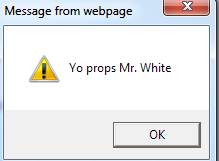 Message from webpage
Yo props Mr. White
OK